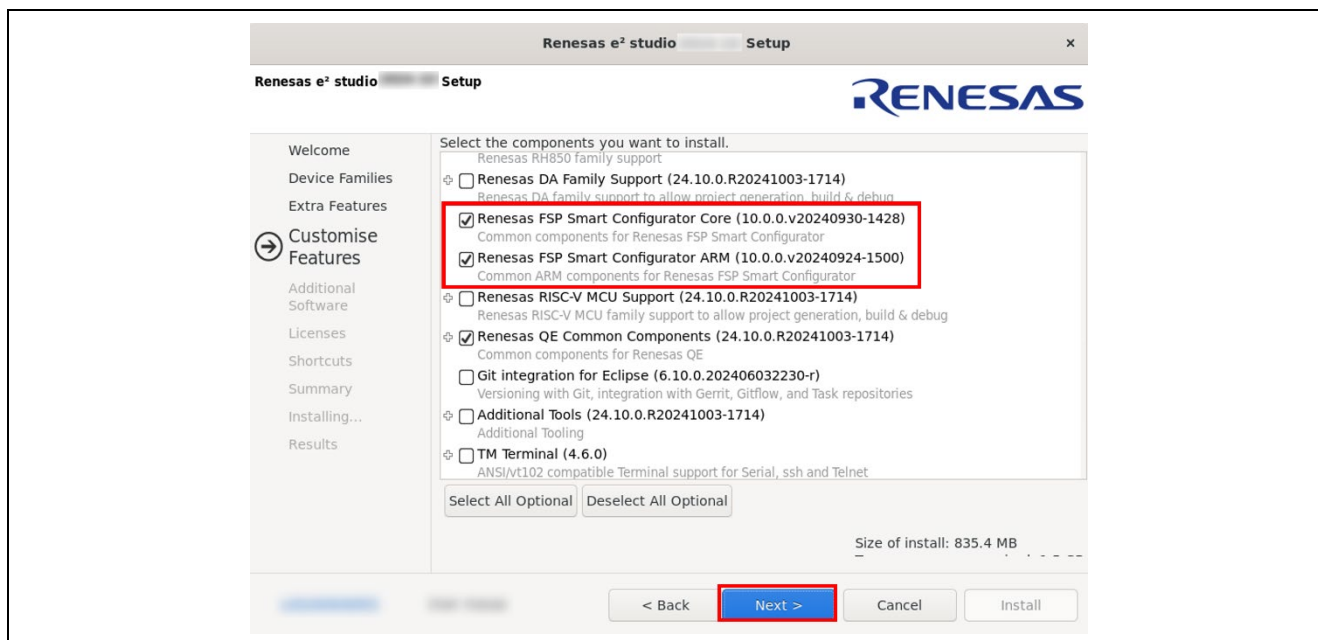 Renesas e² studio Setup
×
Renesas e² studio Setup
RENESAS
Welcome
Device Families
Extra Features
Customise
Features
Additional
Software
Licenses
Shortcuts
Summary
Installing...
Results
Select the components you want to install.
Renesas RH850 family support
Renesas DA Family Support (24.10.0.R20241003-1714)
Renesas DA family support to allow project generation, build & debug
Renesas FSP Smart Configurator Core (10.0.0.v20240930-1428)
Common components for Renesas FSP Smart Configurator
Renesas FSP Smart Configurator ARM (10.0.0.v20240924-1500)
Common ARM components for Renesas FSP Smart Configurator
Renesas RISC-V MCU Support (24.10.0.R20241003-1714)
Renesas RISC-V MCU family support to allow project generation, build & debug
Renesas QE Common Components (24.10.0.R20241003-1714)
Common components for Renesas QE
Git integration for Eclipse (6.10.0.202406032230-r)
Versioning with Git, integration with Gerrit, Gitflow, and Task repositories
Additional Tools (24.10.0.R20241003-1714)
Additional Tooling
TM Terminal (4.6.0)
ANSI/vt102 compatible Terminal support for Serial, ssh and Telnet
Select All Optional Deselect All Optional
Size of install: 835.4 MB
< Back Next > Cancel Install